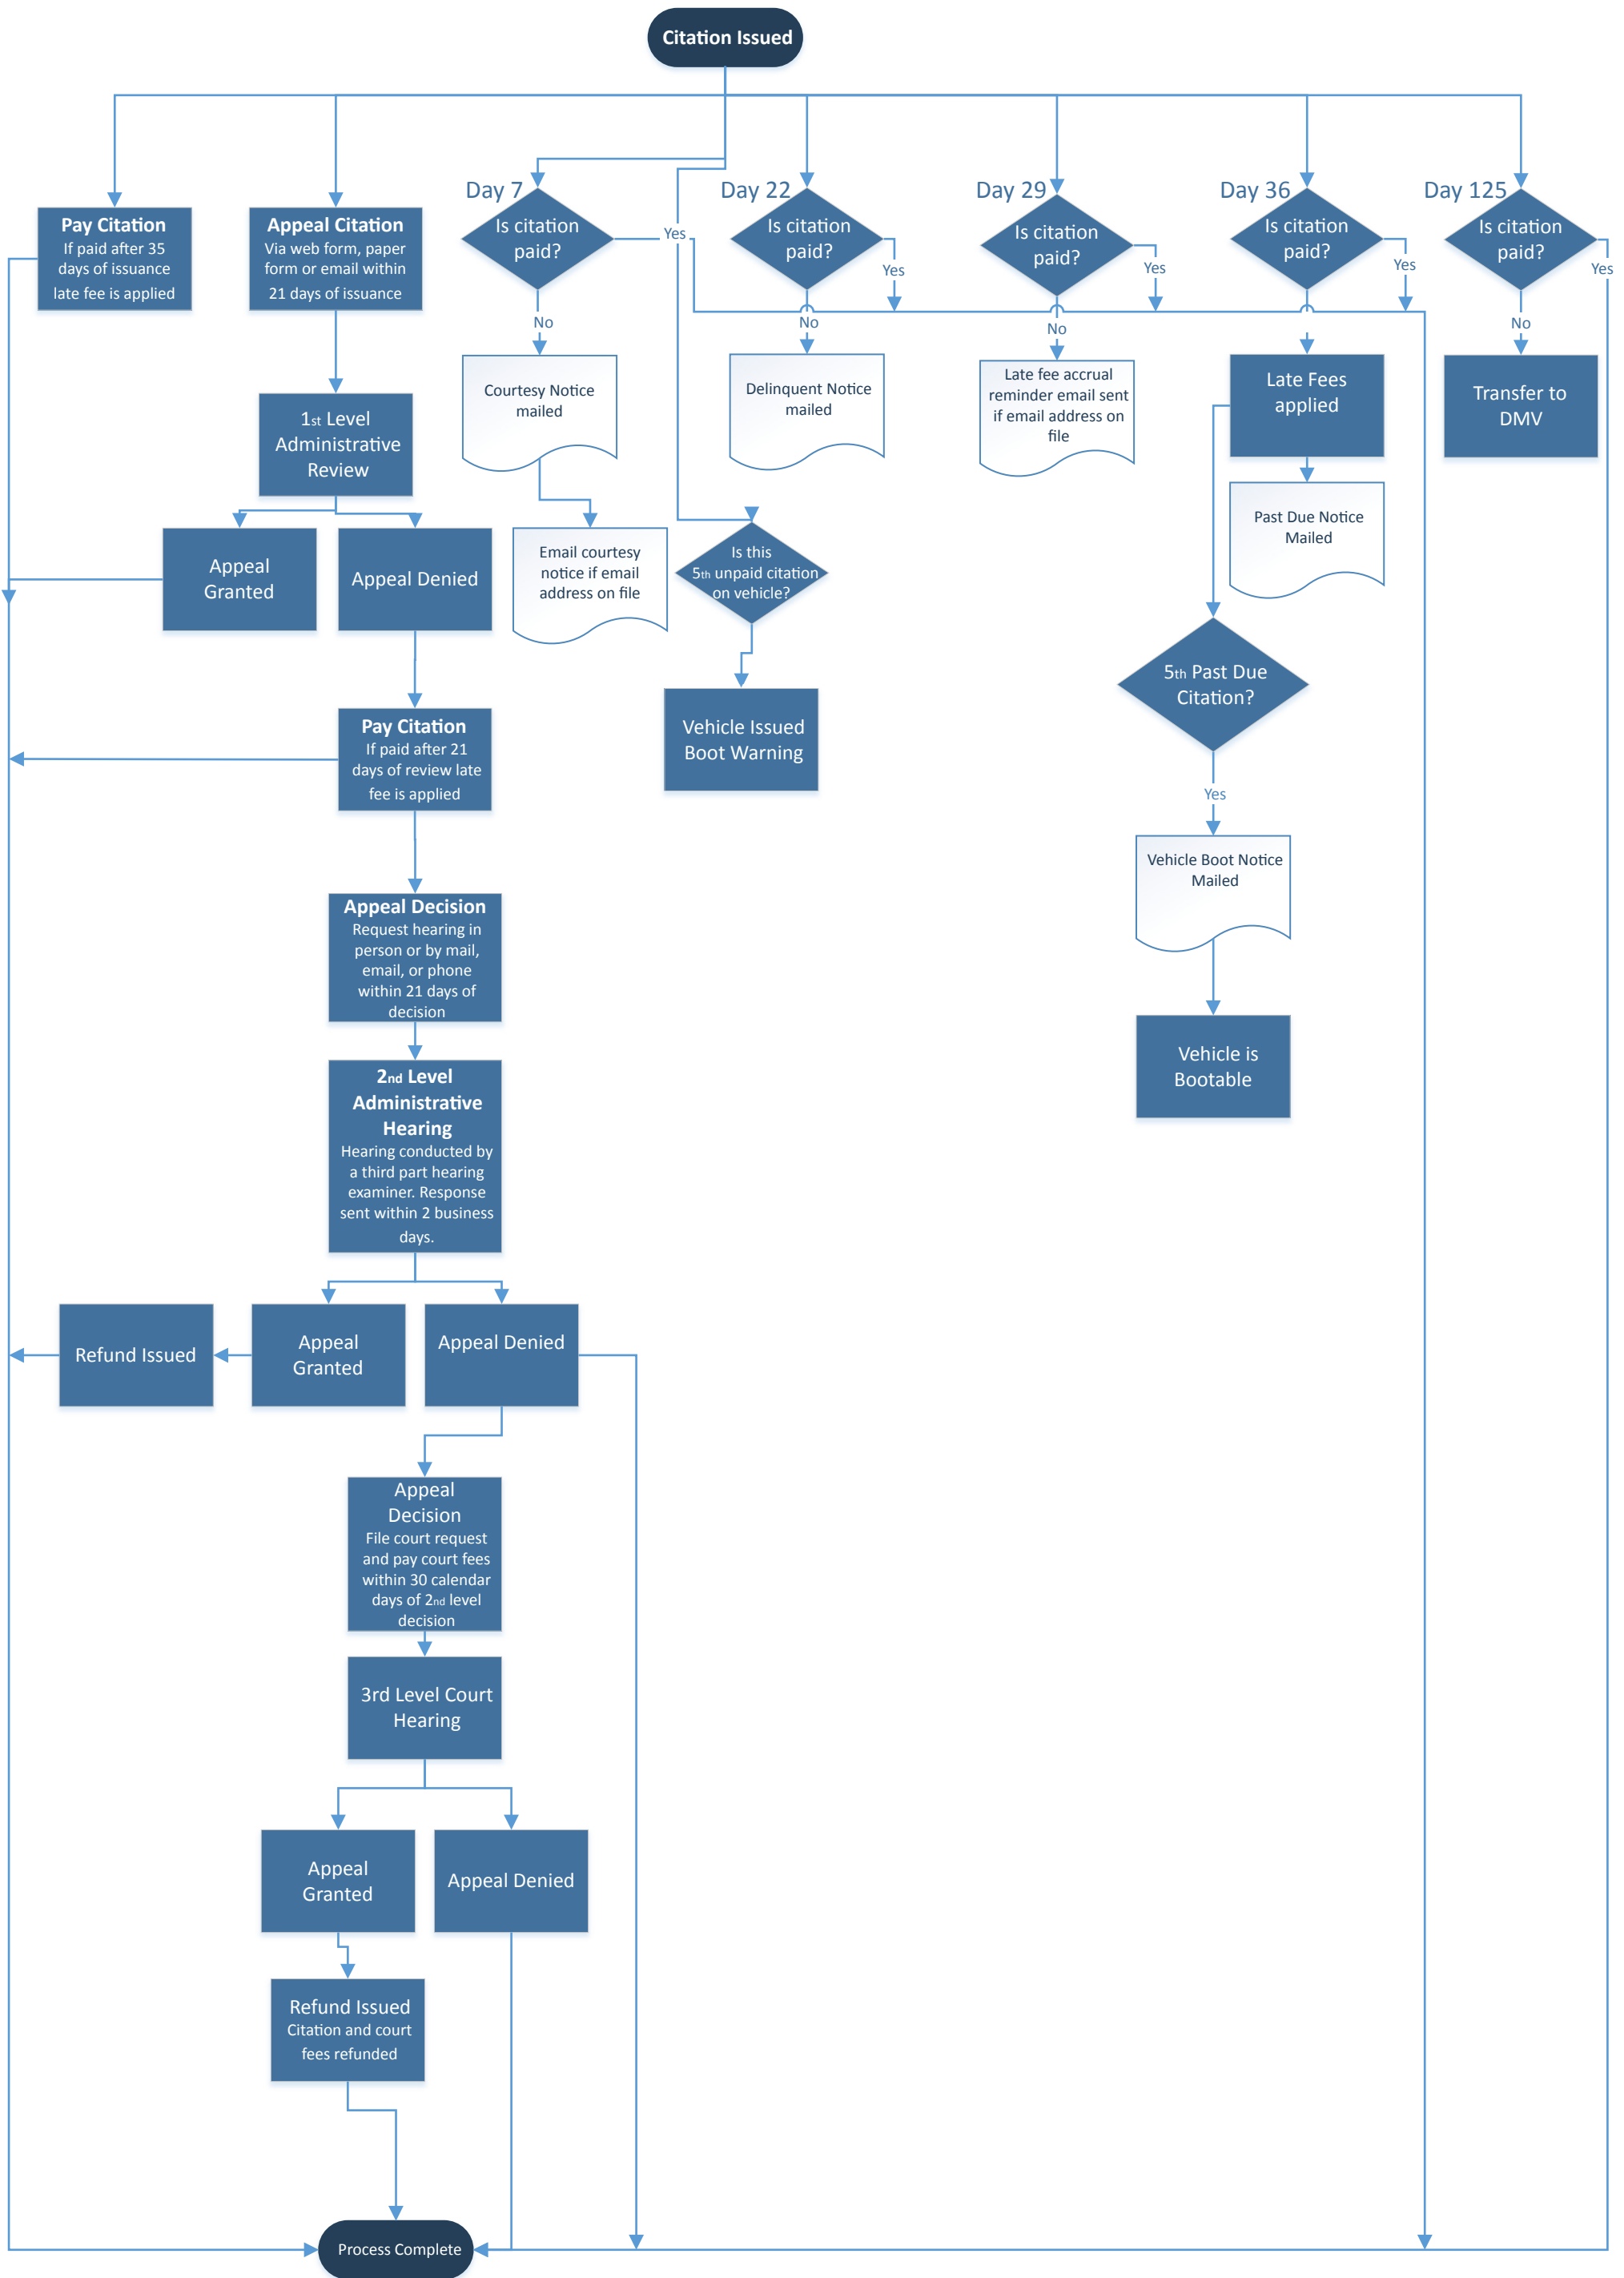 Citation Issued
Pay Citation
If paid after 35
days of issuance
late fee is applied
Appeal Citation
Via web form, paper
form or email within
21 days of issuance
Day 7
Is citation
paid?
Yes
No
Day 22
Is citation
paid?
Yes
No
Day 29
Is citation
paid?
Yes
No
Day 36
Is citation
paid?
Yes
Day 125
Is citation
paid?
Yes
No
Courtesy Notice
mailed
Delinquent Notice
mailed
Late fee accrual
reminder email sent
if email address on
file
Late Fees
applied
Transfer to
DMV
1st Level
Administrative
Review
Past Due Notice
Mailed
Appeal
Granted
Appeal Denied
Email courtesy
notice if email
address on file
Is this
5th unpaid citation
on vehicle?
5th Past Due
Citation?
Pay Citation
If paid after 21
days of review late
fee is applied
Vehicle Issued
Boot Warning
Yes
Vehicle Boot Notice
Mailed
Appeal Decision
Request hearing in
person or by mail,
email, or phone
within 21 days of
decision
Vehicle is
Bootable
2nd Level
Administrative
Hearing
Hearing conducted by
a third part hearing
examiner. Response
sent within 2 business
days.
Refund Issued
Appeal
Granted
Appeal Denied
Appeal
Decision
File court request
and pay court fees
within 30 calendar
days of 2nd level
decision
3rd Level Court
Hearing
Appeal
Granted
Appeal Denied
Refund Issued
Citation and court
fees refunded
Process Complete